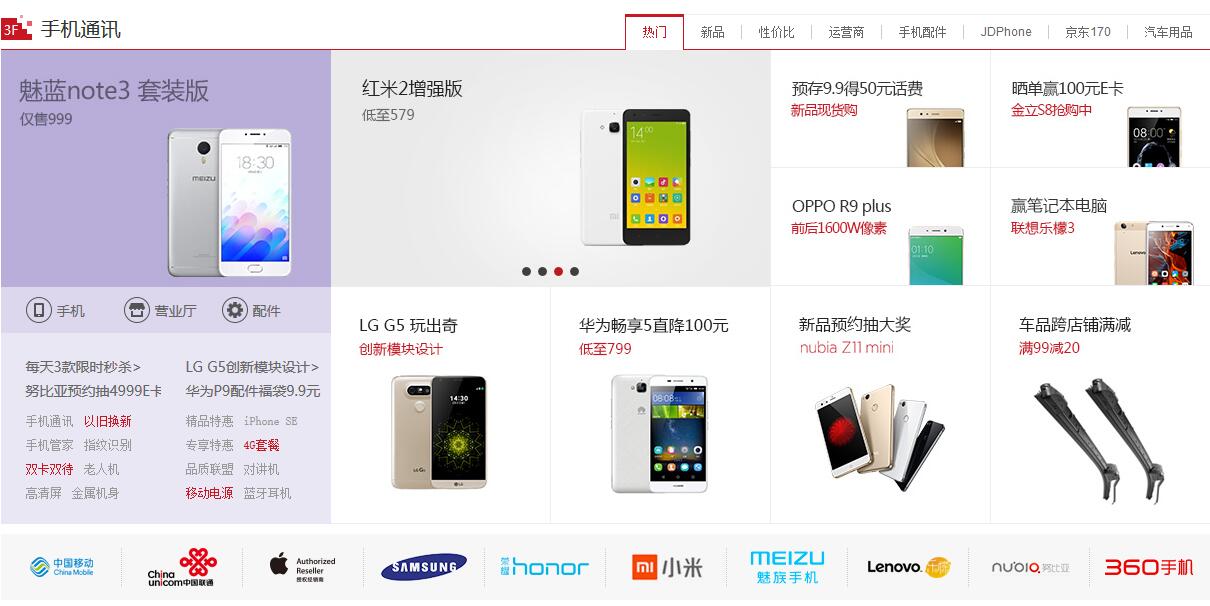 3F 手机通讯
热门 新品 性价比 运营商 手机配件 JDPhone 京东170 汽车用品
魅蓝note3 套装版
仅售999
MEIZU
18:30
手机 营业厅 配件
每天3款限时秒杀> LG G5创新模块设计>
努比亚预约抽4999E卡 华为P9配件福袋9.9元
手机通讯 以旧换新 精品特惠 iPhone SE
手机管家 指纹识别 专享特惠 4G套餐
双卡双待 老人机 品质联盟 对讲机
高清屏 金属机身 移动电源 蓝牙耳机
红米2增强版
低至579
14:00
预存9.9得50元话费
新品现货购
晒单赢100元E卡
金立S8抢购中
08:00
OPPO R9 plus
前后1600W像素
01:10
赢笔记本电脑
联想乐檬3
Lenovo
LG G5 玩出奇
创新模块设计
14:30
LG G5
华为畅享5直降100元
低至799
08:08
新品预约抽大奖
nubia Z11 mini
车品跨店铺满减
满99减20
中国移动
China Mobile
China
unicom中国联通
Authorized
Reseller
授权经销商
SAMSUNG
荣耀 honor
mi 小米
MEIZU
魅族手机
Lenovo 乐檬
nubia 努比亚
360手机